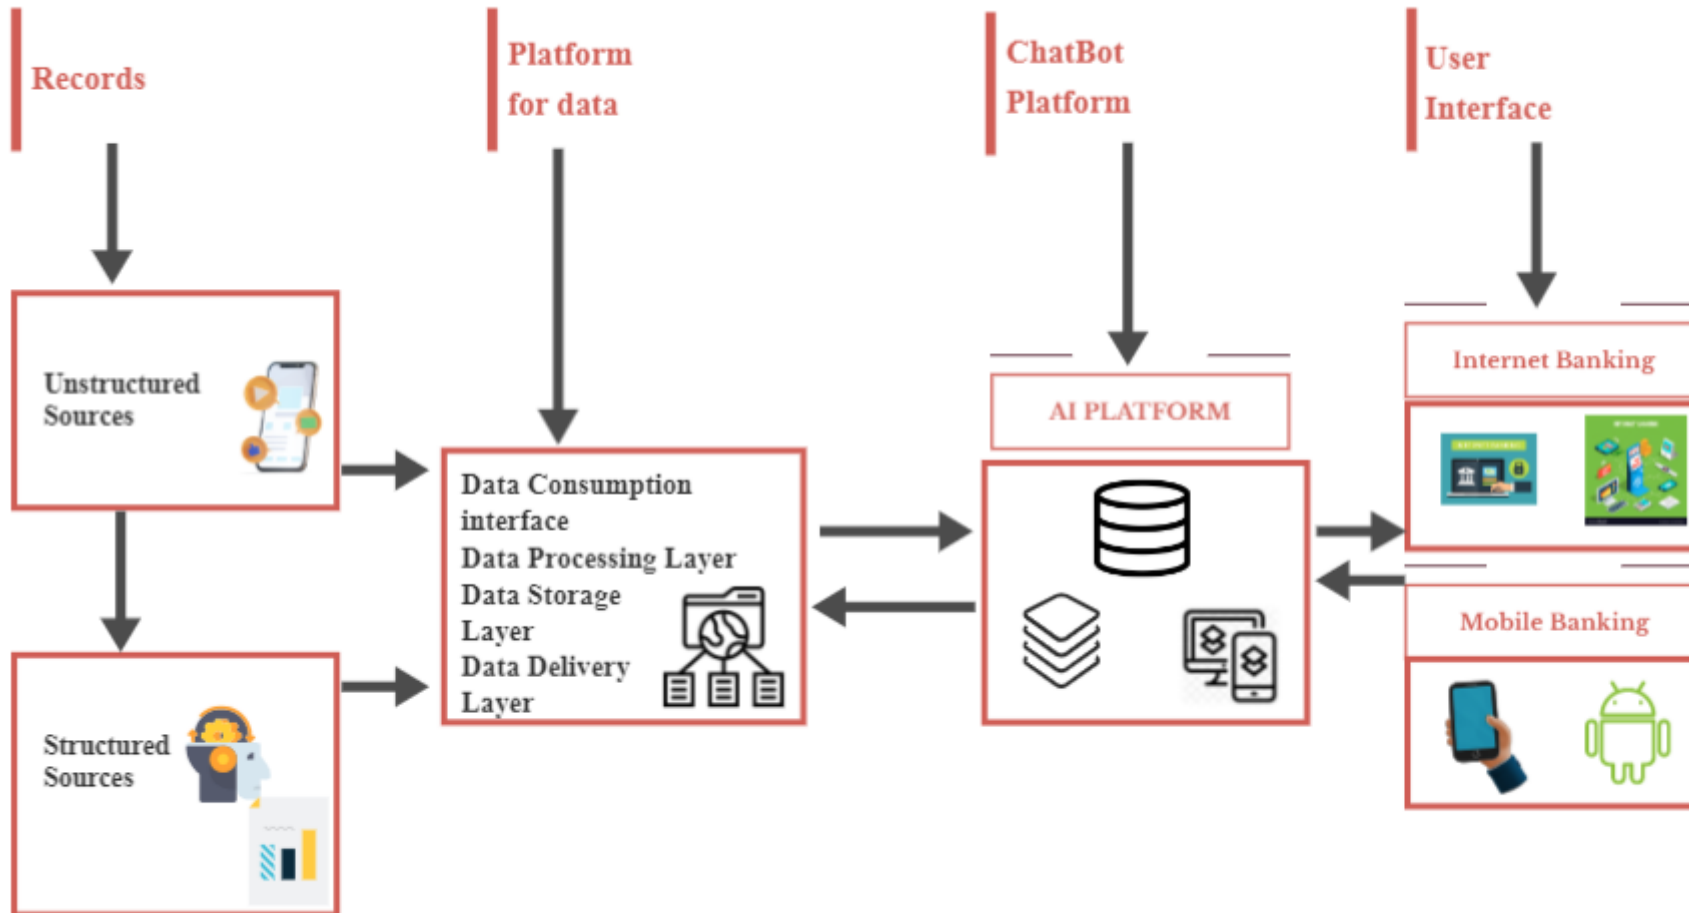 Records
Platform
for data
ChatBot
Platform
User
Interface
Unstructured
Sources
Structured
Sources
Data Consumption
interface
Data Processing Layer
Data Storage
Layer
Data Delivery
Layer
AI PLATFORM
Internet Banking
Mobile Banking